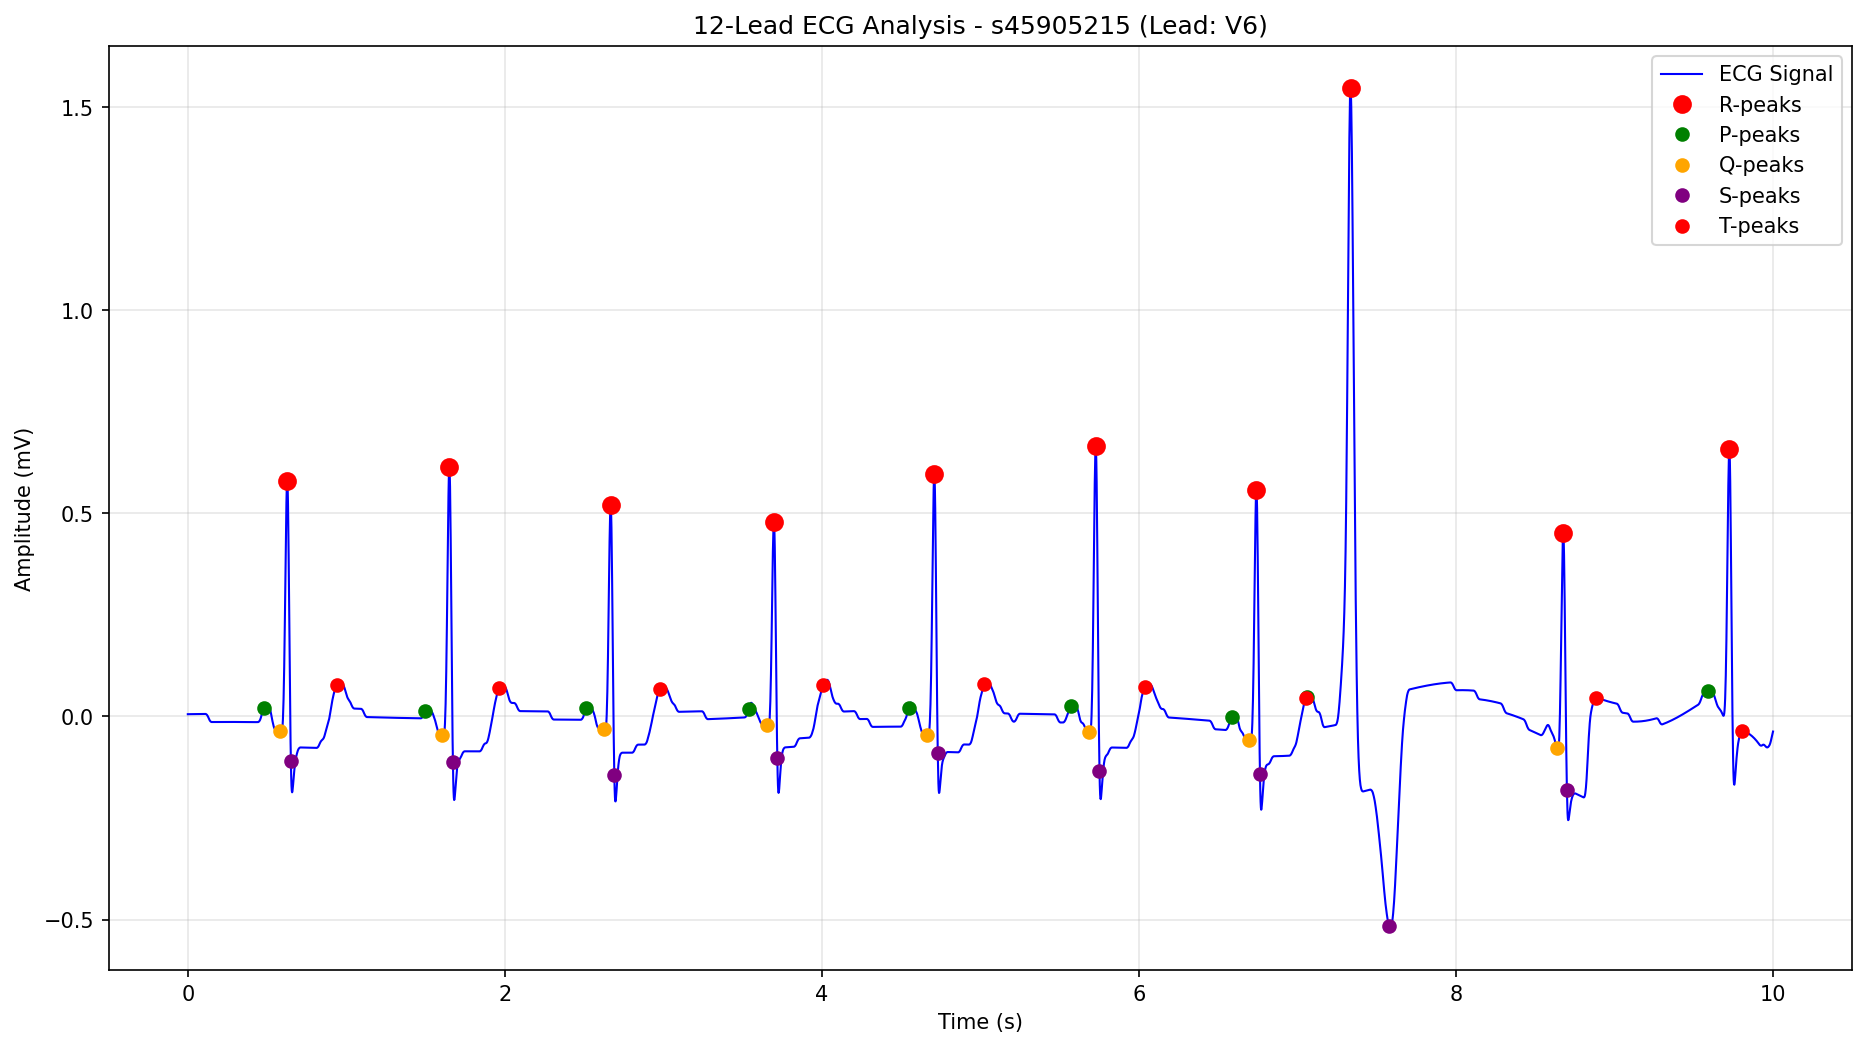 12-Lead ECG Analysis - s45905215 (Lead: V6)
ECG Signal
R-peaks
P-peaks
Q-peaks
S-peaks
T-peaks
Amplitude (mV)
1.5
1.0
0.5
0.0
−0.5
0 2 4 6 8 10
Time (s)